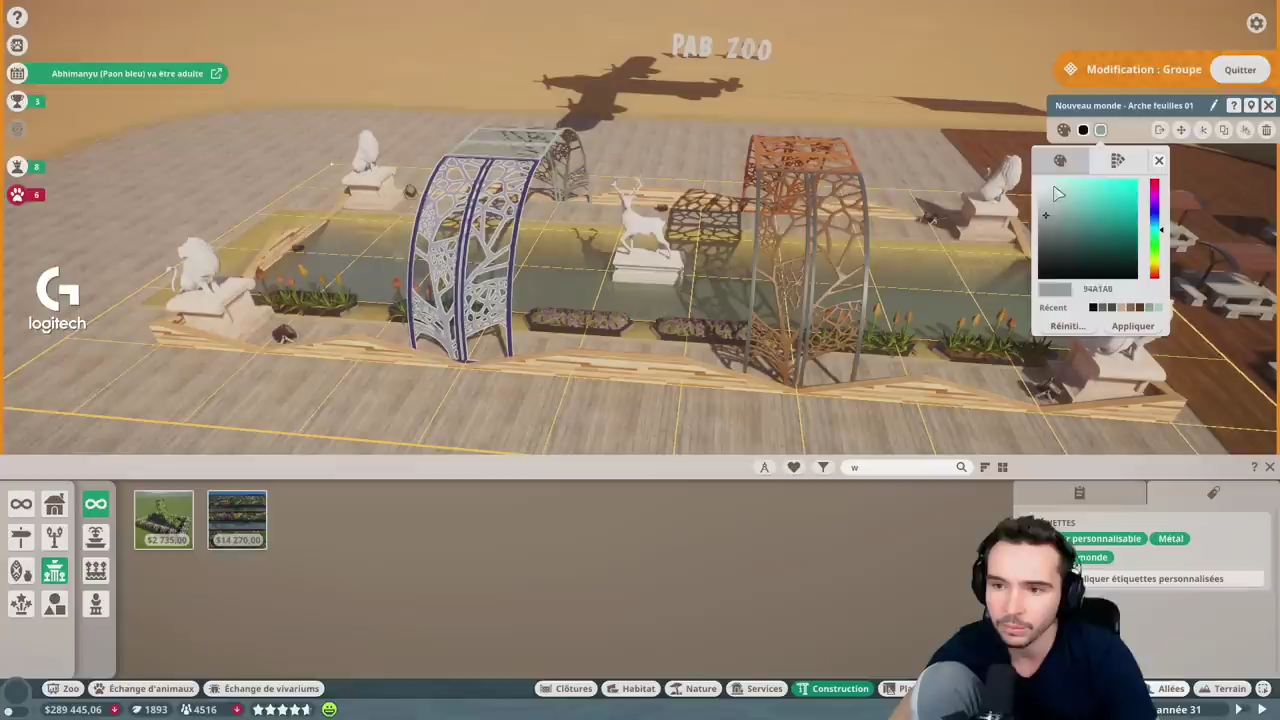 PAB ZOO
Abhimanyu (Paon bleu) va être adulte
3
8
6
logitech
Modification : Groupe
Quitter
Nouveau monde - Arche feuilles 01
94A1A0
Récent
Réiniti...
Appliquer
w
$2 735,00
$14 270,00
personnalisable
Métal
monde
étiquettes personnalisées
Zoo
Échange d'animaux
Échange de vivariums
Clôtures
Habitat
Nature
Services
Construction
Allées
Terrain
$289 445,06
1893
4516
année 31